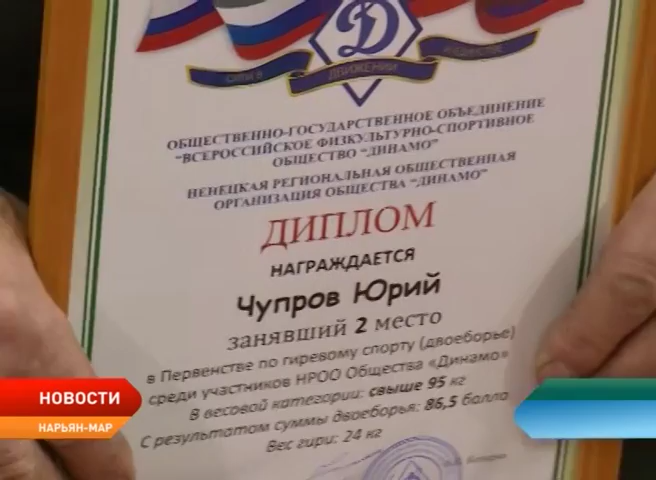 СИЛА В
ДВИЖЕНИИ
ОБЩЕСТВЕННО-ГОСУДАРСТВЕННОЕ ОБЪЕДИНЕНИЕ
"ВСЕРОССИЙСКОЕ ФИЗКУЛЬТУРНО-СПОРТИВНОЕ
ОБЩЕСТВО "ДИНАМО"
НЕНЕЦКАЯ РЕГИОНАЛЬНАЯ ОБЩЕСТВЕННАЯ
ОРГАНИЗАЦИЯ ОБЩЕСТВА "ДИНАМО"
ДИПЛОМ
НАГРАЖДАЕТСЯ
Чупров Юрий
занявший 2 место
в Первенстве по гиревому спорту (двоеборье)
среди участников НРОО Общества «Динамо»
В весовой категории: свыше 95 кг
С результатом суммы двоеборья: 86,5 балла
Вес гири: 24 кг
НОВОСТИ
НАРЬЯН-МАР